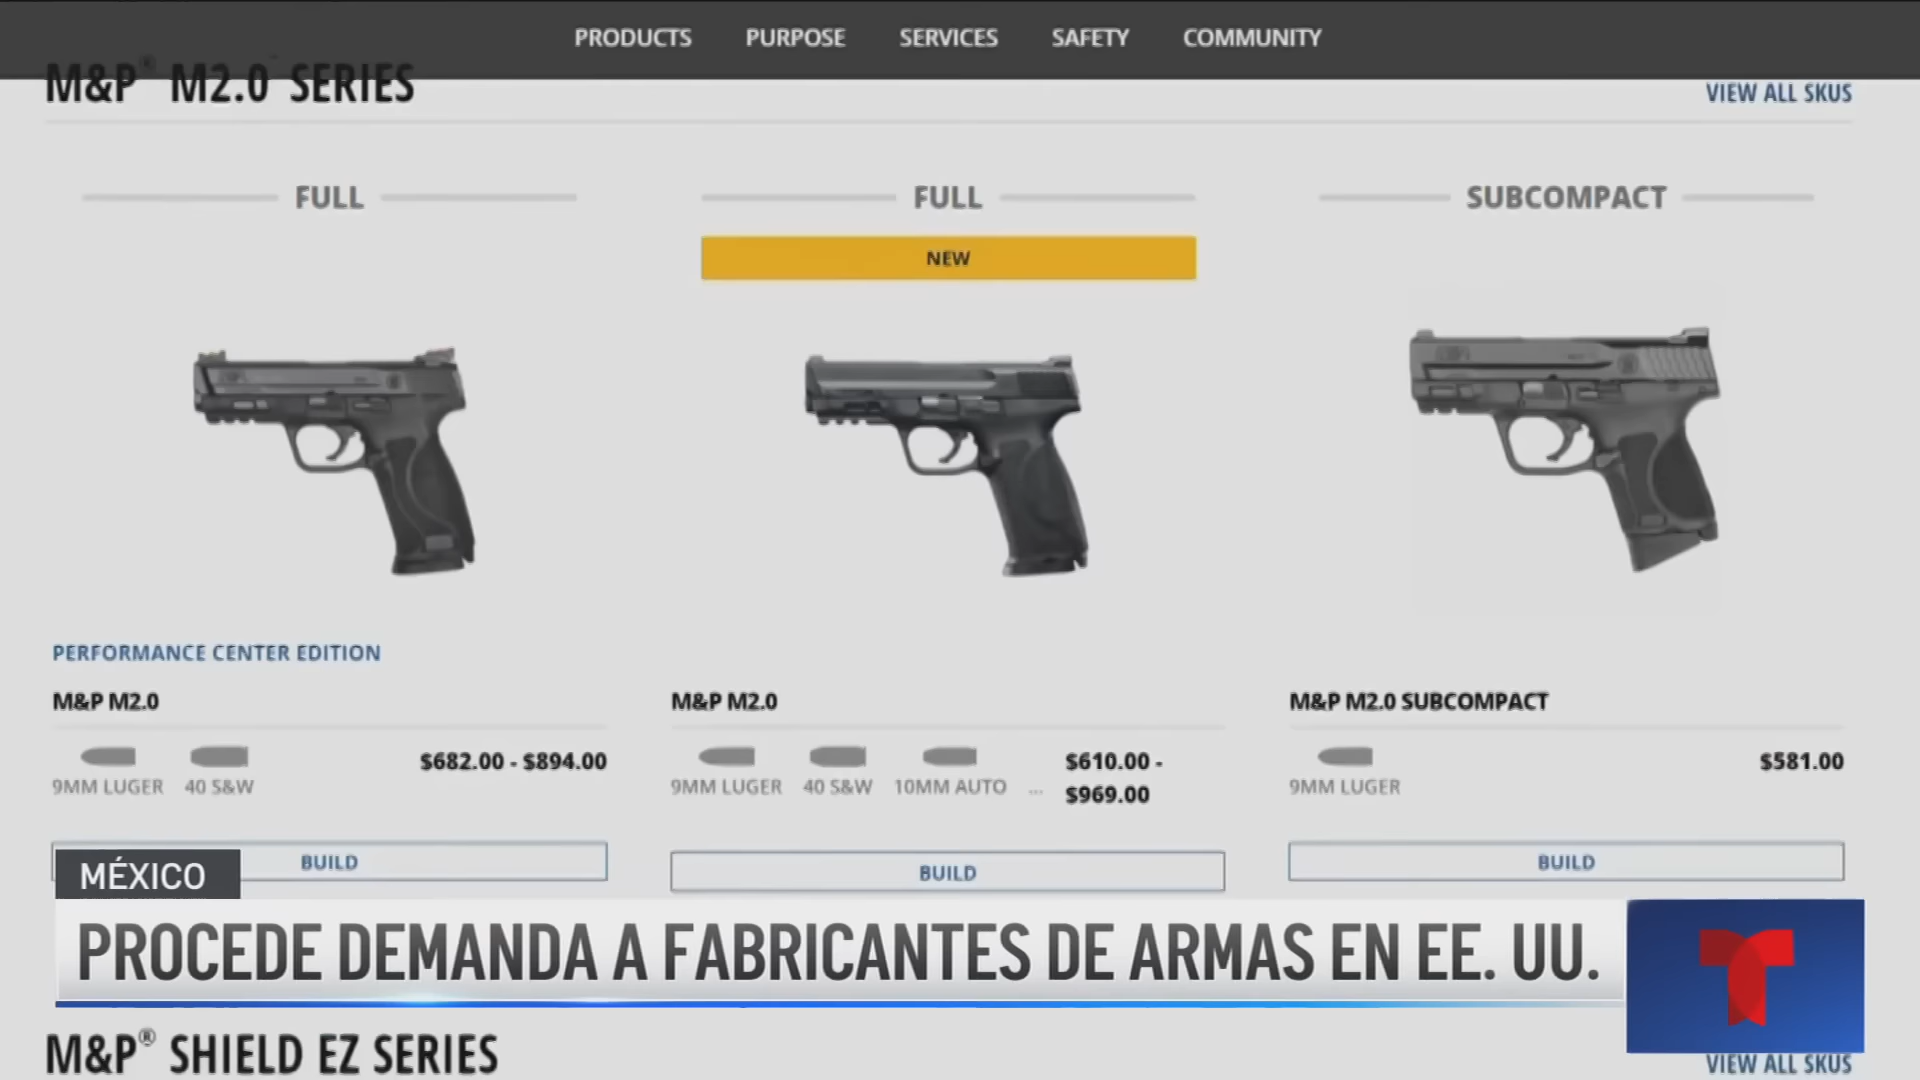 PRODUCTS PURPOSE SERVICES SAFETY COMMUNITY
M&P® M2.0™ SERIES
VIEW ALL SKUS
FULL
FULL
SUBCOMPACT
NEW
PERFORMANCE CENTER EDITION
M&P M2.0
9MM LUGER 40 S&W
$682.00 - $894.00
BUILD
M&P M2.0
9MM LUGER 40 S&W 10MM AUTO ...
$610.00 -
$969.00
BUILD
M&P M2.0 SUBCOMPACT
9MM LUGER
$581.00
BUILD
MÉXICO
PROCEDE DEMANDA A FABRICANTES DE ARMAS EN EE. UU.
M&P® SHIELD EZ SERIES
VIEW ALL SKUS